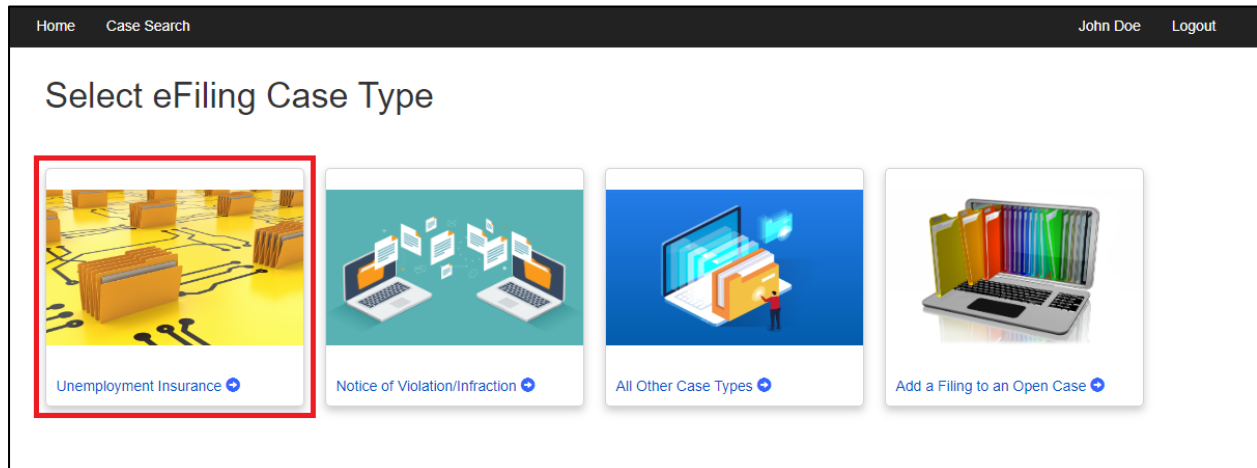 Home Case Search John Doe Logout
Select eFiling Case Type
Unemployment Insurance
Notice of Violation/Infraction
All Other Case Types
Add a Filing to an Open Case